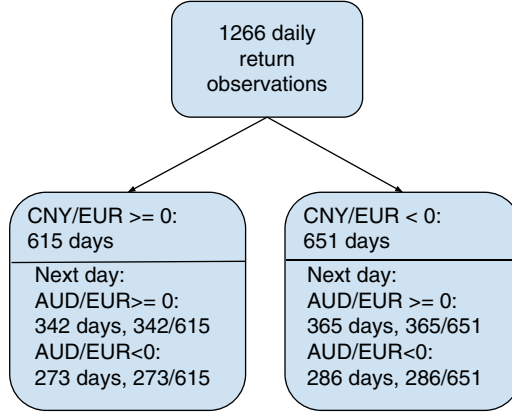 1266 daily
return
observations
CNY/EUR >= 0:
615 days
Next day:
AUD/EUR>= 0:
342 days, 342/615
AUD/EUR<0:
273 days, 273/615
CNY/EUR < 0:
651 days
Next day:
AUD/EUR >= 0:
365 days, 365/651
AUD/EUR<0:
286 days, 286/651